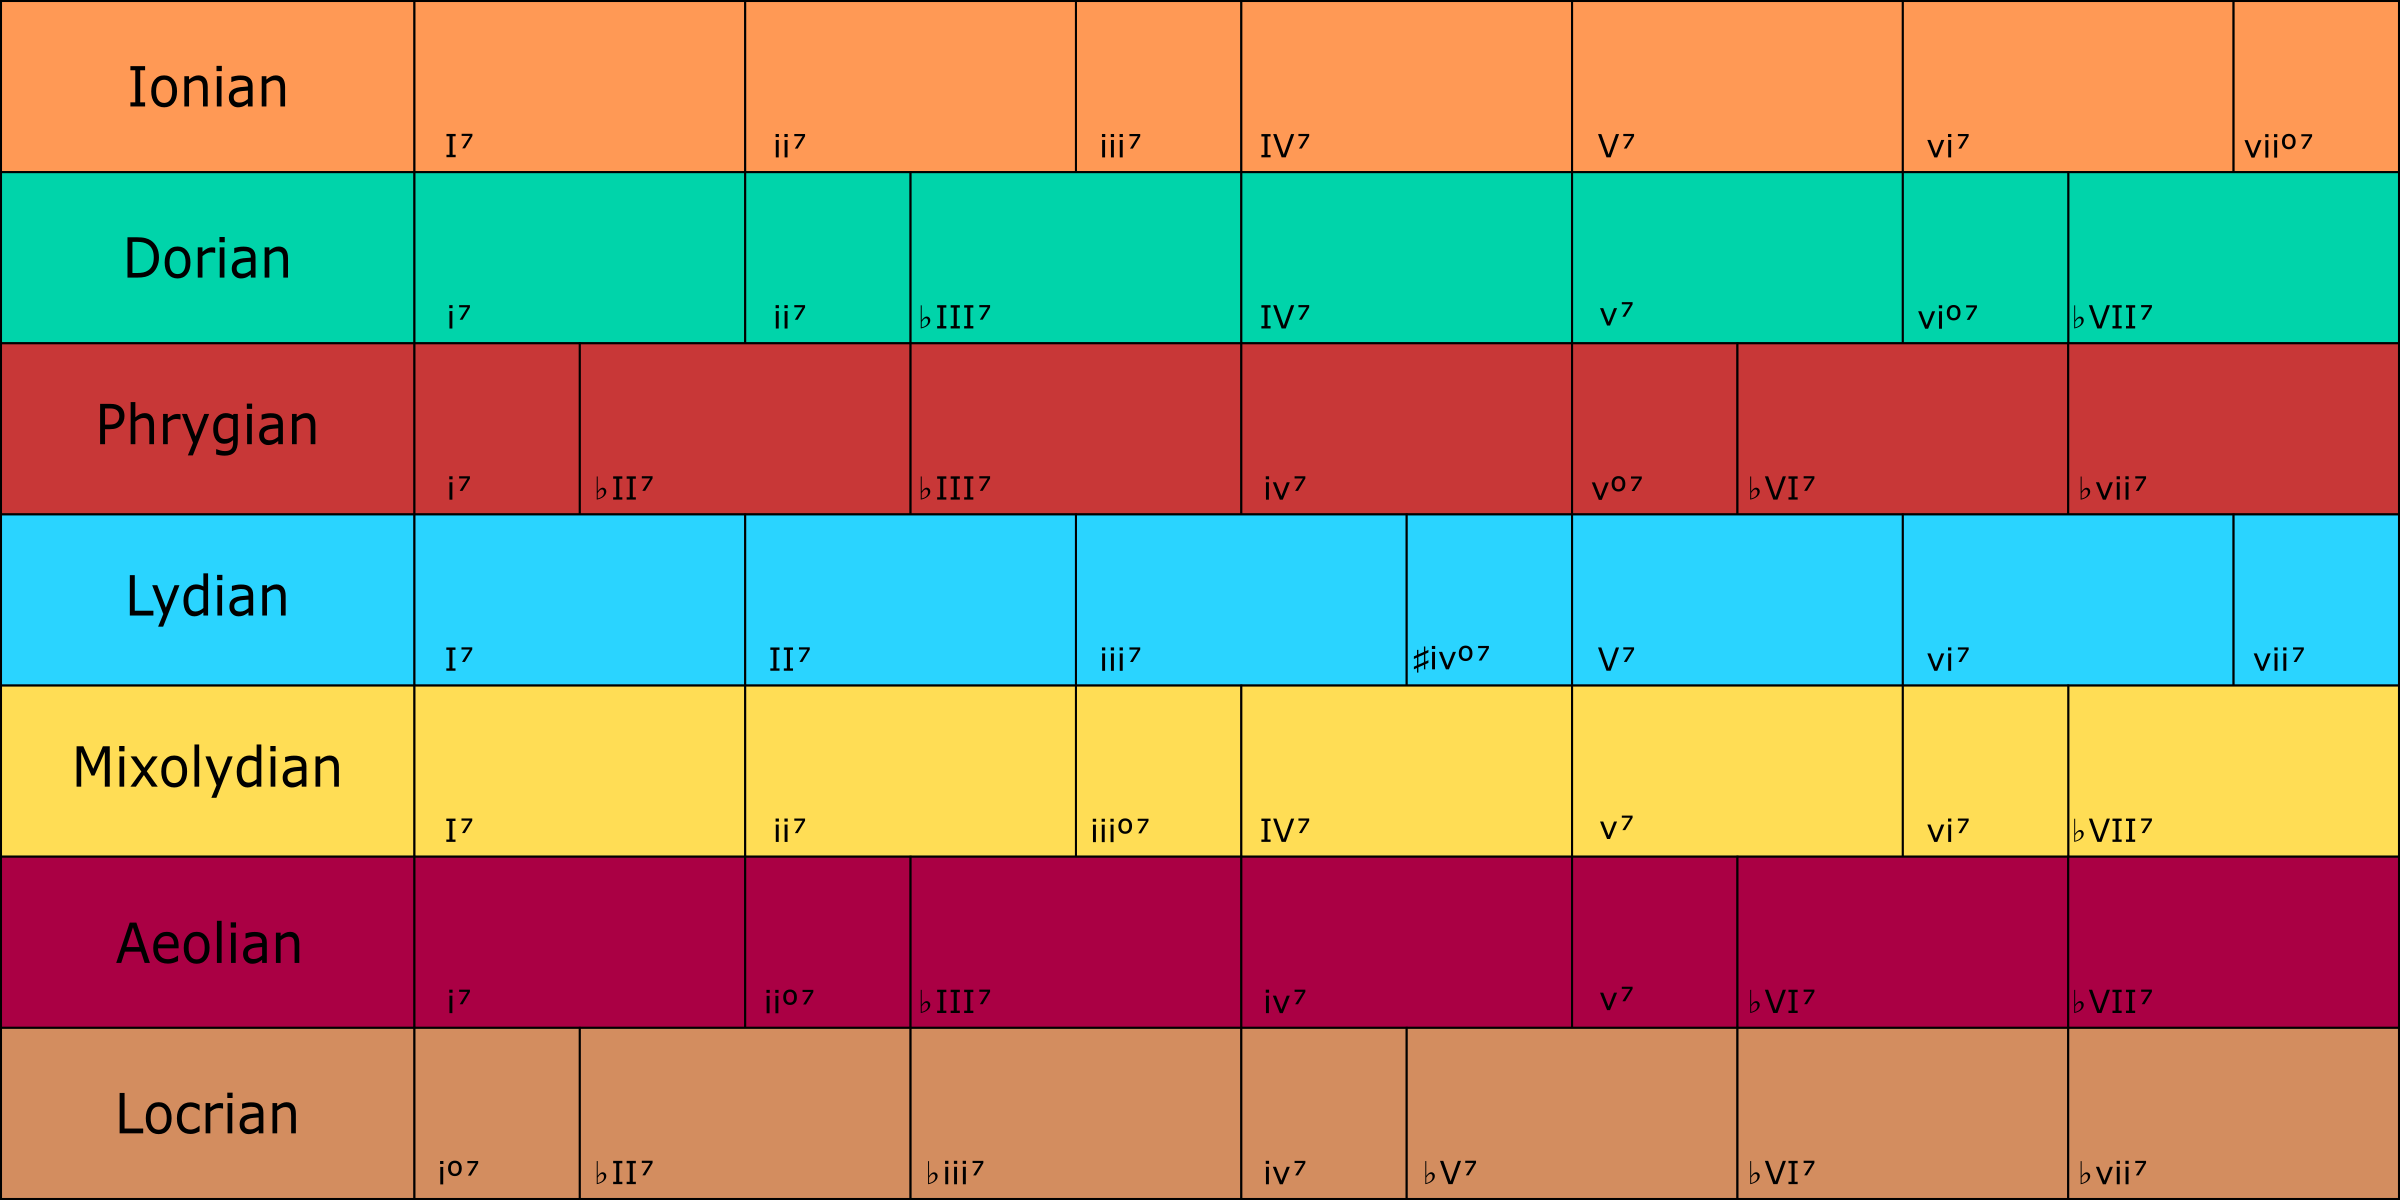 Ionian I⁷ ii⁷ iii⁷ IV⁷ V⁷ vi⁷ viiº⁷
Dorian i⁷ ii⁷ ♭III⁷ IV⁷ v⁷ viº⁷ ♭VII⁷
Phrygian i⁷ ♭II⁷ ♭III⁷ iv⁷ vº⁷ ♭VI⁷ ♭vii⁷
Lydian I⁷ II⁷ iii⁷ ♯ivº⁷ V⁷ vi⁷ vii⁷
Mixolydian I⁷ ii⁷ iiiº⁷ IV⁷ v⁷ vi⁷ ♭VII⁷
Aeolian i⁷ iiº⁷ ♭III⁷ iv⁷ v⁷ ♭VI⁷ ♭VII⁷
Locrian iº⁷ ♭II⁷ ♭iii⁷ iv⁷ ♭V⁷ ♭VI⁷ ♭vii⁷